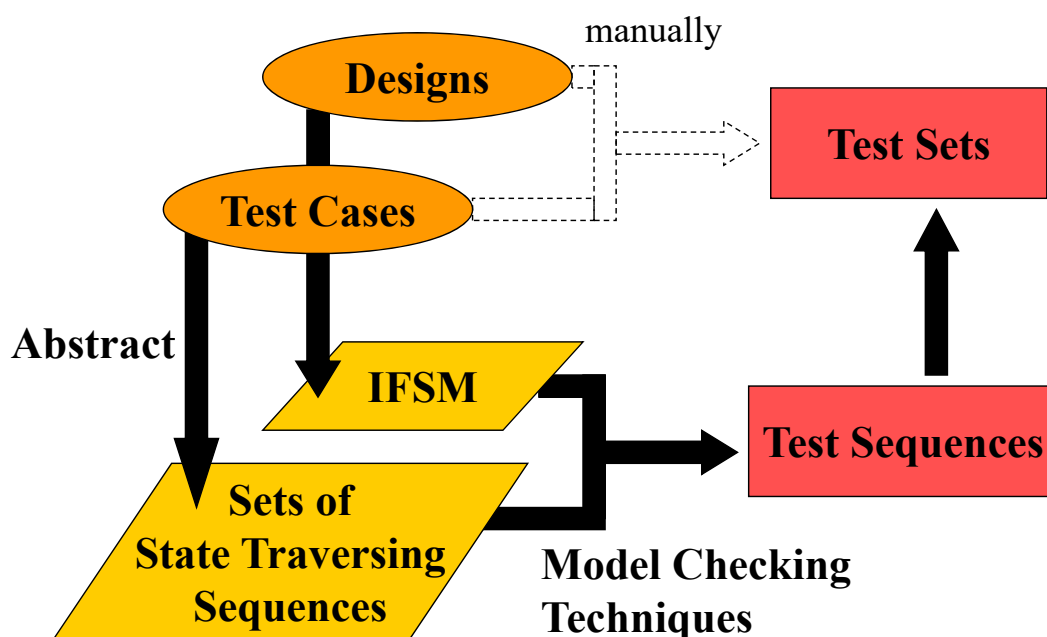 manually
Designs
Test Sets
Test Cases
Abstract
IFSM
Test Sequences
Sets of
State Traversing
Sequences
Model Checking
Techniques